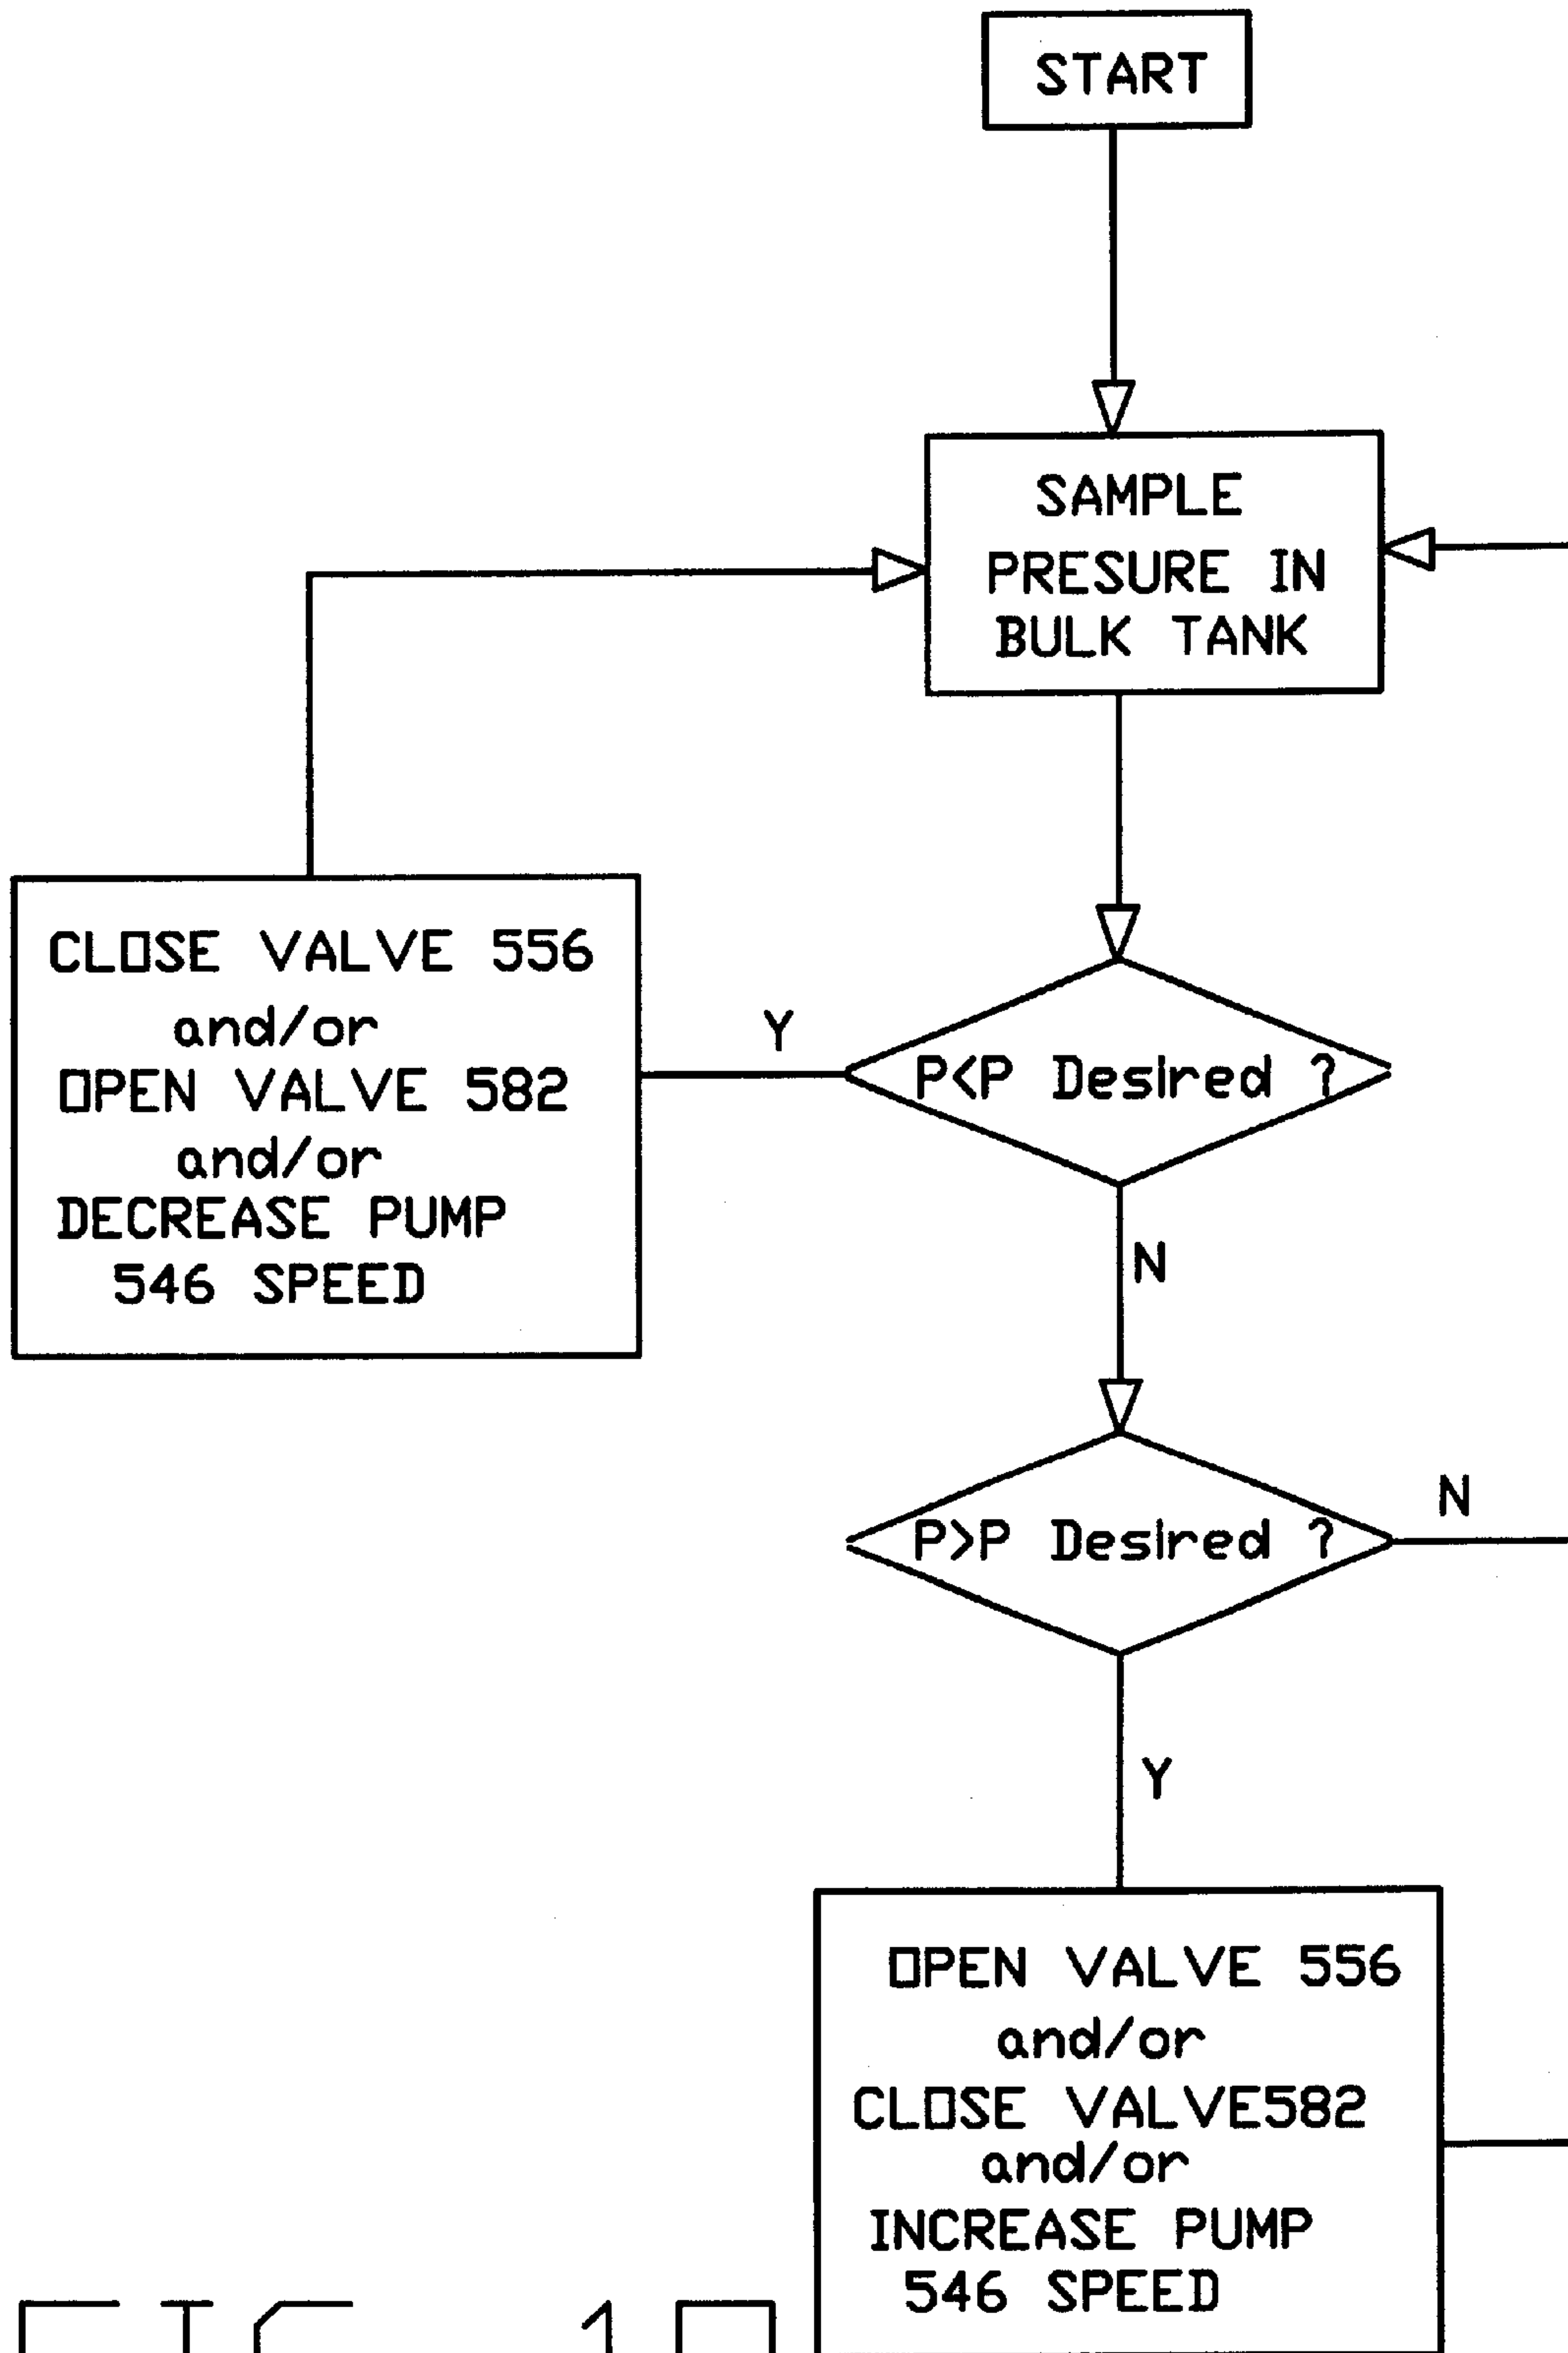 START
SAMPLE
PRESURE IN
BULK TANK
CLOSE VALVE 556
and/or
OPEN VALVE 582
and/or
DECREASE PUMP
546 SPEED
Y
P<P Desired ?
N
P>P Desired ?
N
Y
OPEN VALVE 556
and/or
CLOSE VALVE582
and/or
INCREASE PUMP
546 SPEED